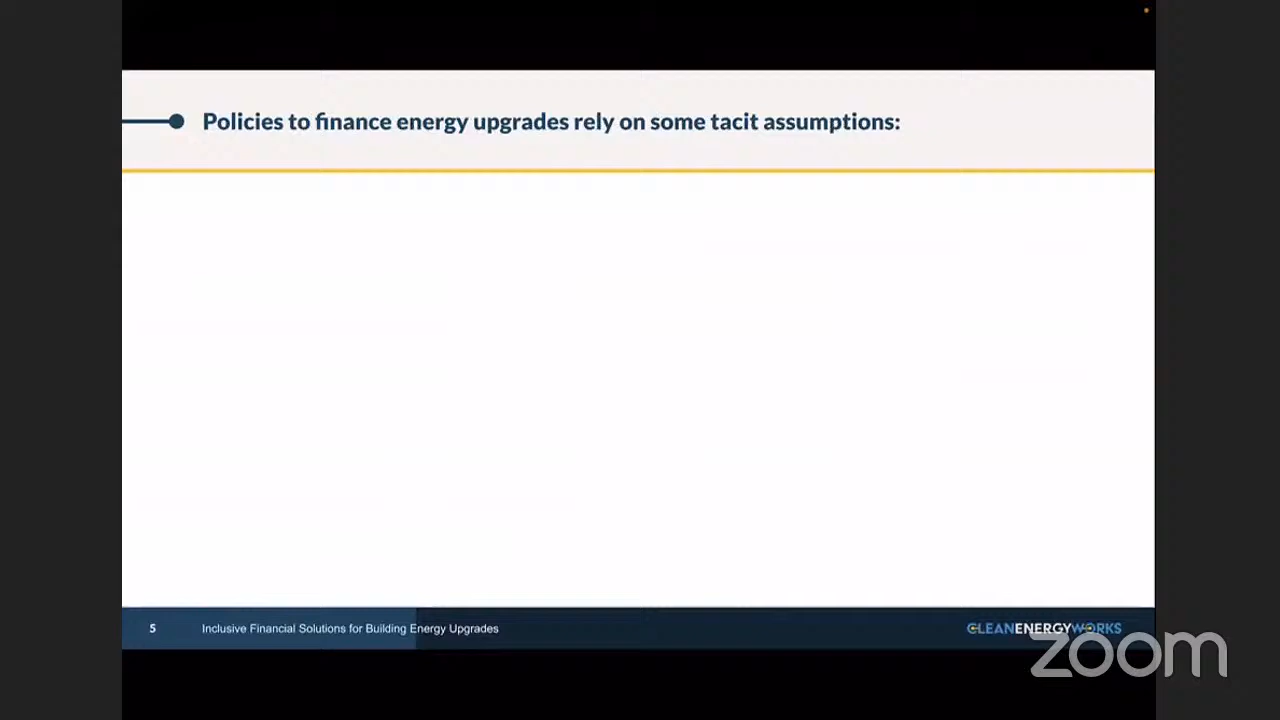 Policies to finance energy upgrades rely on some tacit assumptions:
5 Inclusive Financial Solutions for Building Energy Upgrades CLEANENERGYWORKS
zoom